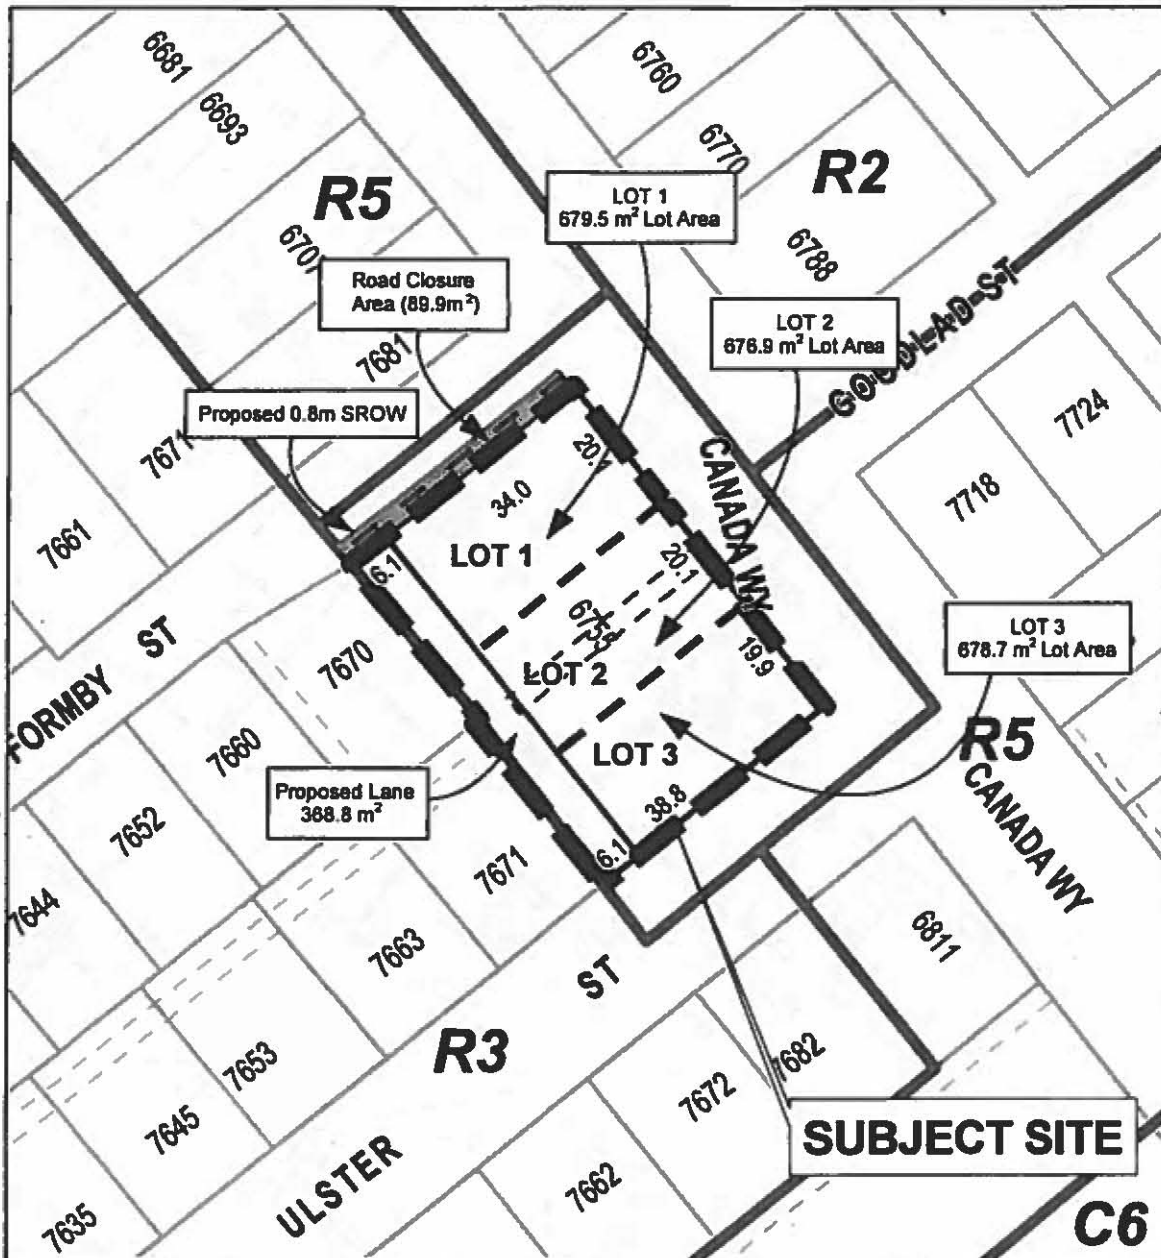 6681
6693
6760
6770
R5
R2
LOT 1
679.5 m² Lot Area
6707
6788
Road Closure
Area (89.9m²)
LOT 2
676.9 m² Lot Area
GOODLAD ST
7681
Proposed 0.8m SROW
7671
7724
7718
7661
20.1
CANADA WY
34.0
LOT 1
6.1
20.1
LOT 3
678.7 m² Lot Area
19.9
LOT 2
7670
FORMBY ST
7660
R5
LOT 3
CANADA WY
Proposed Lane
368.8 m²
38.8
7652
6.1
7671
7644
7663
6811
ST
R3
7653
7682
7672
7645
SUBJECT SITE
ULSTER
7662
7635
C6